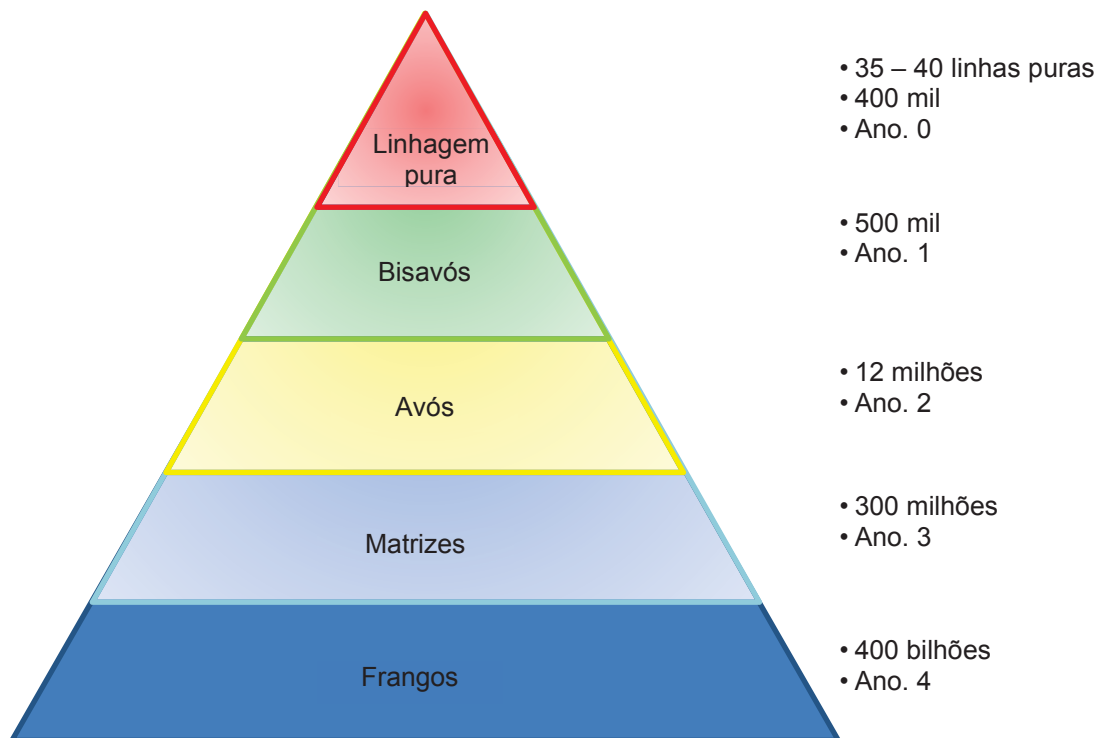 Linhagem
pura
• 35 – 40 linhas puras
• 400 mil
• Ano. 0
Bisavós
• 500 mil
• Ano. 1
Avós
• 12 milhões
• Ano. 2
Matrizes
• 300 milhões
• Ano. 3
Frangos
• 400 bilhões
• Ano. 4